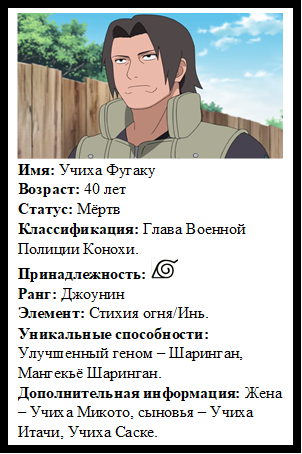 Имя: Учиха Фугаку
Возраст: 40 лет
Статус: Мёртв
Классификация: Глава Военной
Полиции Конохи.
Принадлежность:
Ранг: Джоунин
Элемент: Стихия огня/Инь.
Уникальные способности:
Улучшенный геном – Шаринган,
Мангекьё Шаринган.
Дополнительная информация: Жена
– Учиха Микото, сыновья – Учиха
Итачи, Учиха Саске.